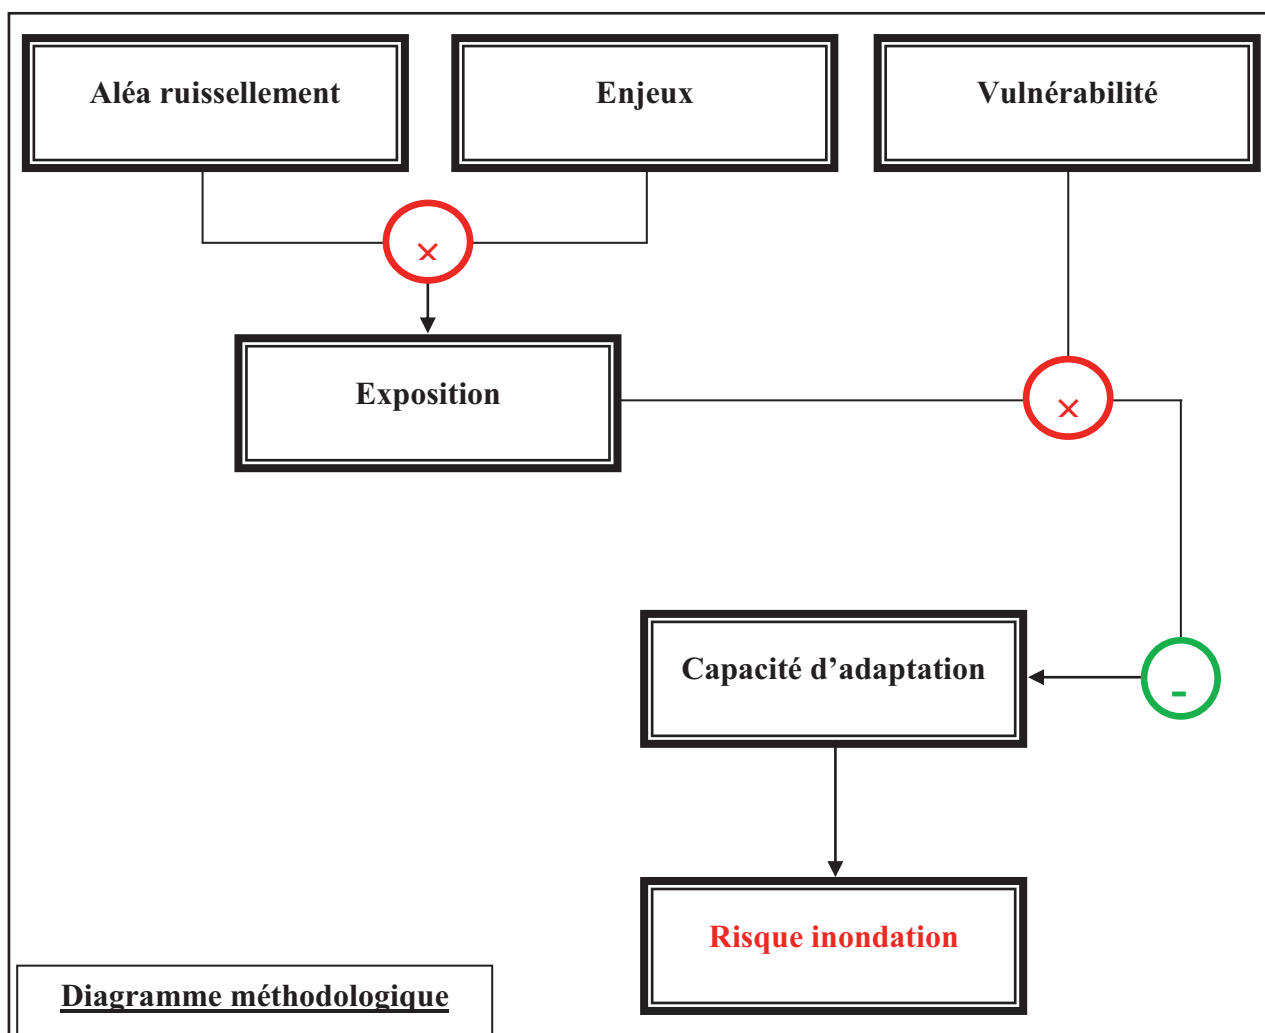 Aléa ruissellement
Enjeux
Vulnérabilité
×
Exposition
×
Capacité d’adaptation
-
Risque inondation
Diagramme méthodologique